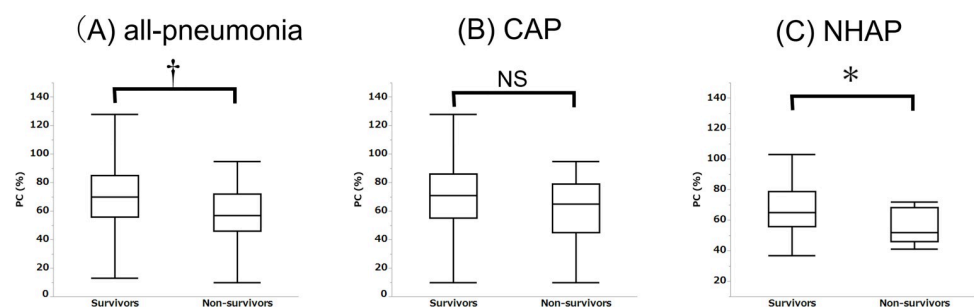 (A) all-pneumonia
†
140
120
100
80
60
40
20
0
PC (%)
Survivors
Non-survivors
(B) CAP
NS
140
120
100
80
60
40
20
0
PC (%)
Survivors
Non-survivors
(C) NHAP
*
140
120
100
80
60
40
20
PC (%)
Survivors
Non-survivors